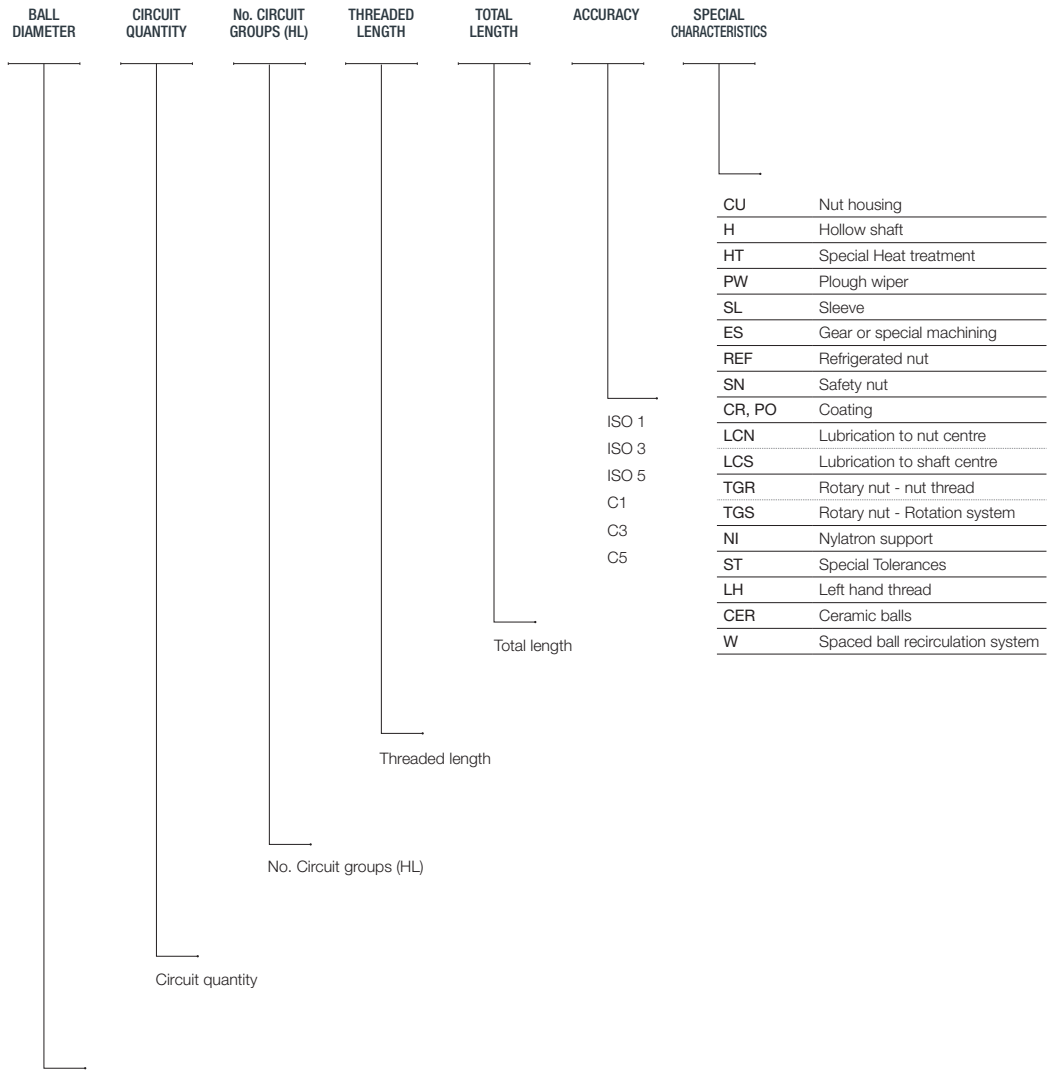 BALL
DIAMETER
CIRCUIT
QUANTITY
No. CIRCUIT
GROUPS (HL)
THREADED
LENGTH
TOTAL
LENGTH
ACCURACY
SPECIAL
CHARACTERISTICS
CU Nut housing
H Hollow shaft
HT Special Heat treatment
PW Plough wiper
SL Sleeve
ES Gear or special machining
REF Refrigerated nut
SN Safety nut
CR, PO Coating
LCN Lubrication to nut centre
LCS Lubrication to shaft centre
TGR Rotary nut - nut thread
TGS Rotary nut - Rotation system
NI Nylatron support
ST Special Tolerances
LH Left hand thread
CER Ceramic balls
W Spaced ball recirculation system
ISO 1
ISO 3
ISO 5
C1
C3
C5
Total length
Threaded length
No. Circuit groups (HL)
Circuit quantity